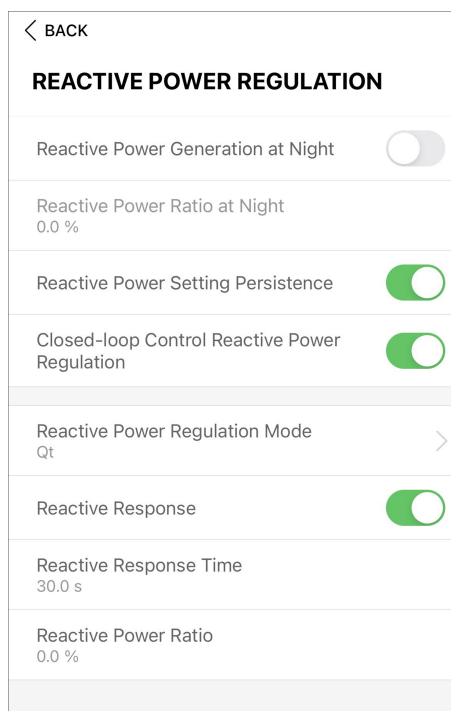 BACK
REACTIVE POWER REGULATION
Reactive Power Generation at Night
Reactive Power Ratio at Night
0.0 %
Reactive Power Setting Persistence
Closed-loop Control Reactive Power
Regulation
Reactive Power Regulation Mode
Qt
Reactive Response
Reactive Response Time
30.0 s
Reactive Power Ratio
0.0 %